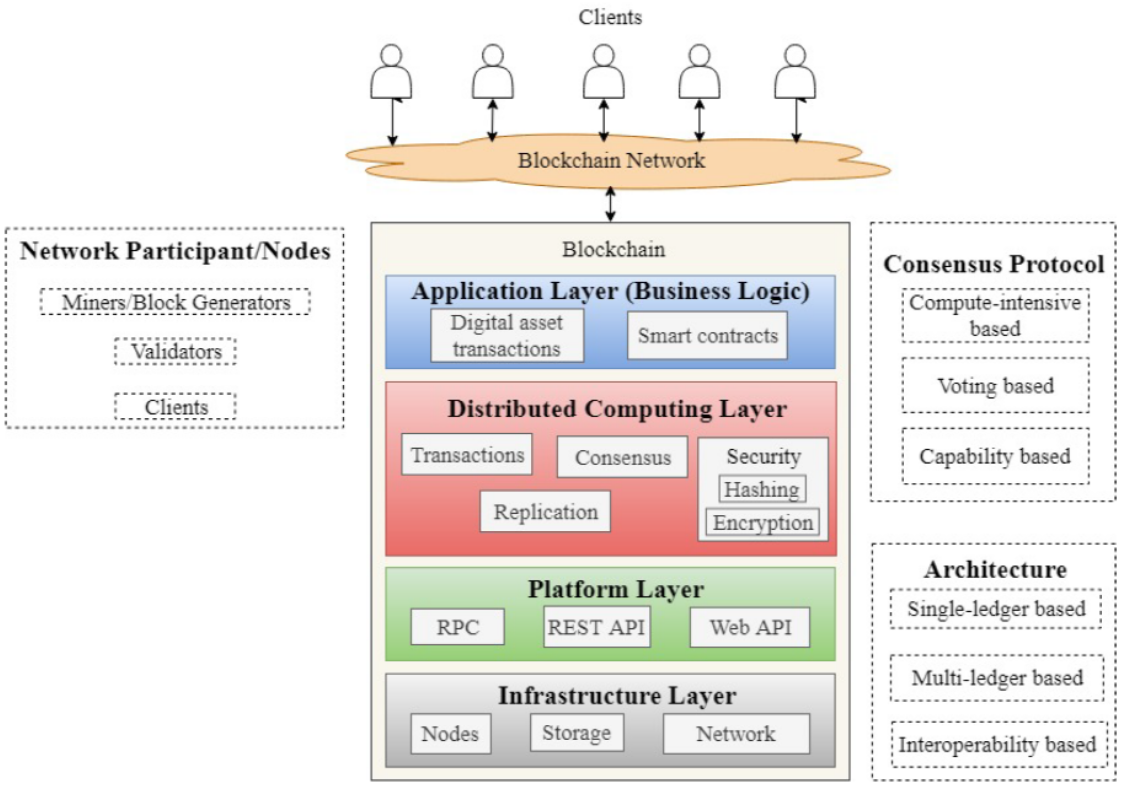 Clients
Blockchain Network
Network Participant/Nodes
Miners/Block Generators
Validators
Clients
Blockchain
Application Layer (Business Logic)
Digital asset
transactions
Smart contracts
Distributed Computing Layer
Transactions
Consensus
Replication
Security
Hashing
Encryption
Platform Layer
RPC
REST API
Web API
Infrastructure Layer
Nodes
Storage
Network
Consensus Protocol
Compute-intensive
based
Voting based
Capability based
Architecture
Single-ledger based
Multi-ledger based
Interoperability based